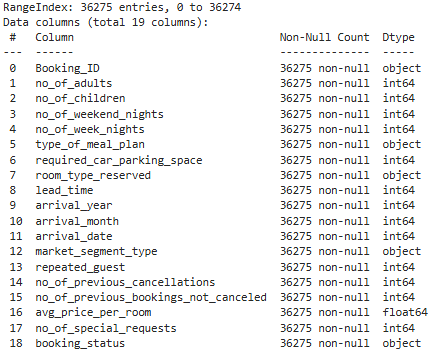 RangeIndex: 36275 entries, 0 to 36274
Data columns (total 19 columns):
 #   Column                                Non-Null Count  Dtype
---  ------                                --------------  -----
 0   Booking_ID                            36275 non-null  object
 1   no_of_adults                          36275 non-null  int64
 2   no_of_children                        36275 non-null  int64
 3   no_of_weekend_nights                  36275 non-null  int64
 4   no_of_week_nights                     36275 non-null  int64
 5   type_of_meal_plan                     36275 non-null  object
 6   required_car_parking_space            36275 non-null  int64
 7   room_type_reserved                    36275 non-null  object
 8   lead_time                             36275 non-null  int64
 9   arrival_year                          36275 non-null  int64
 10  arrival_month                         36275 non-null  int64
 11  arrival_date                          36275 non-null  int64
 12  market_segment_type                   36275 non-null  object
 13  repeated_guest                        36275 non-null  int64
 14  no_of_previous_cancellations          36275 non-null  int64
 15  no_of_previous_bookings_not_canceled  36275 non-null  int64
 16  avg_price_per_room                    36275 non-null  float64
 17  no_of_special_requests                36275 non-null  int64
 18  booking_status                        36275 non-null  object